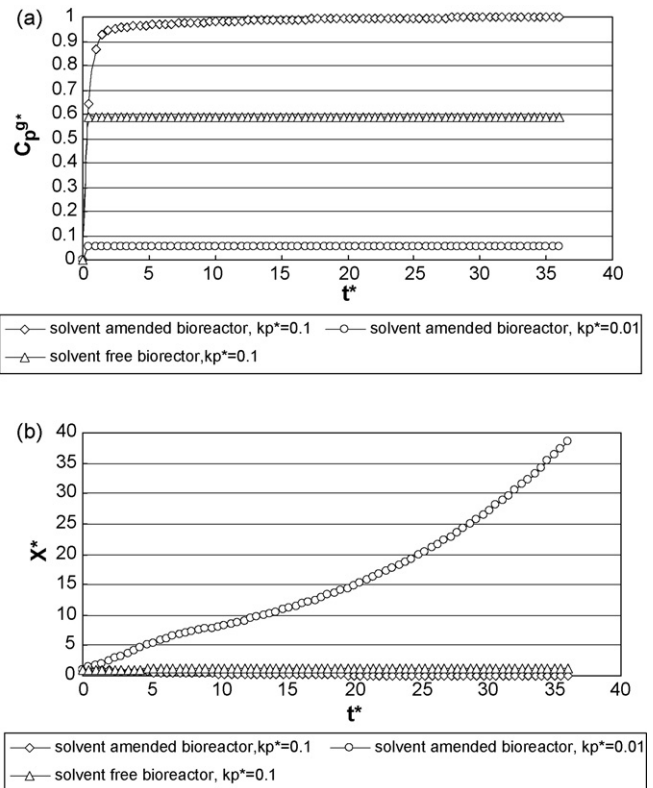 (a)
1
0.9
0.8
0.7
0.6
0.5
0.4
0.3
0.2
0.1
0
Cpg*
0 5 10 15 20 25 30 35 40
t*
solvent amended bioreactor, kp*=0.1 solvent amended bioreactor, kp*=0.01
solvent free biorector,kp*=0.1
(b)
40
35
30
25
20
15
10
5
0
X*
0 5 10 15 20 25 30 35 40
t*
solvent amended bioreactor,kp*=0.1 solvent amended bioreactor, kp*=0.01
solvent free bioreactor, kp*=0.1